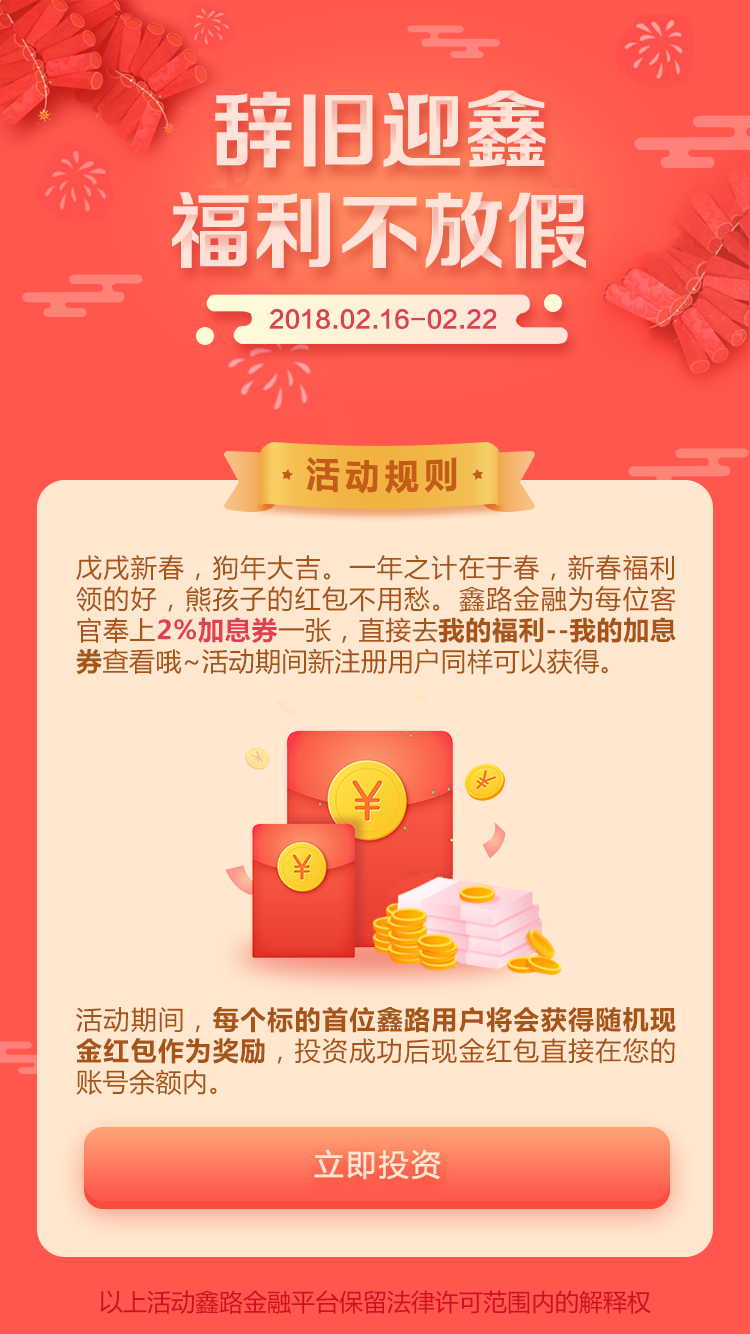 辞旧迎鑫
福利不放假
2018.02.16-02.22
活动规则
戊戌新春，狗年大吉。一年之计在于春，新春福利
领的好，熊孩子的红包不用愁。鑫路金融为每位客
官奉上2%加息券一张，直接去我的福利--我的加息
券查看哦~活动期间新注册用户同样可以获得。
¥
¥
¥
活动期间，每个标的首位鑫路用户将会获得随机现
金红包作为奖励，投资成功后现金红包直接在您的
账号余额内。
立即投资
以上活动鑫路金融平台保留法律许可范围内的解释权